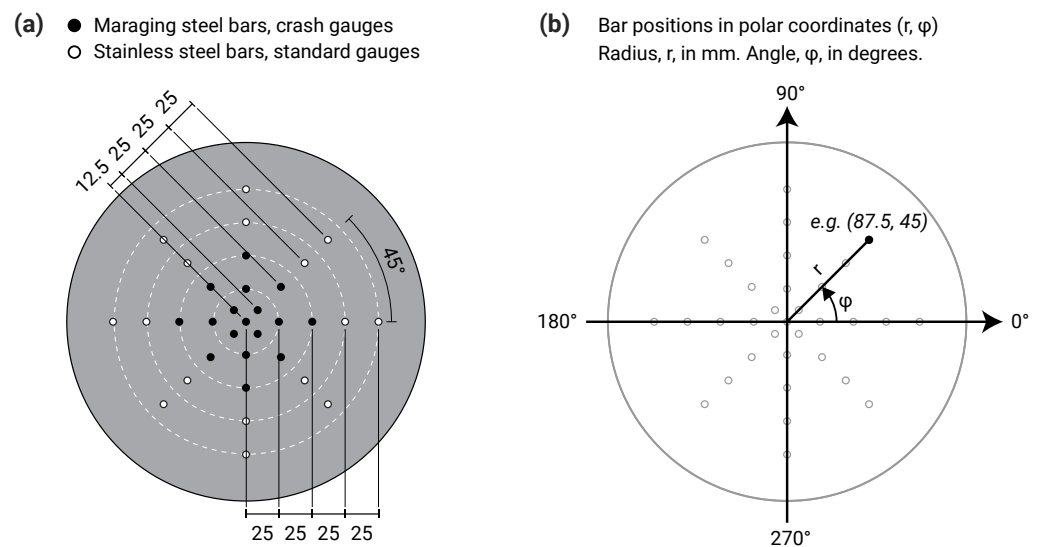 (a)
Maraging steel bars, crash gauges
Stainless steel bars, standard gauges
12.5 25 25 25
45°
25 25 25 25
(b)
Bar positions in polar coordinates (r, φ)
Radius, r, in mm. Angle, φ, in degrees.
90°
e.g. (87.5, 45)
r
φ
180°
0°
270°